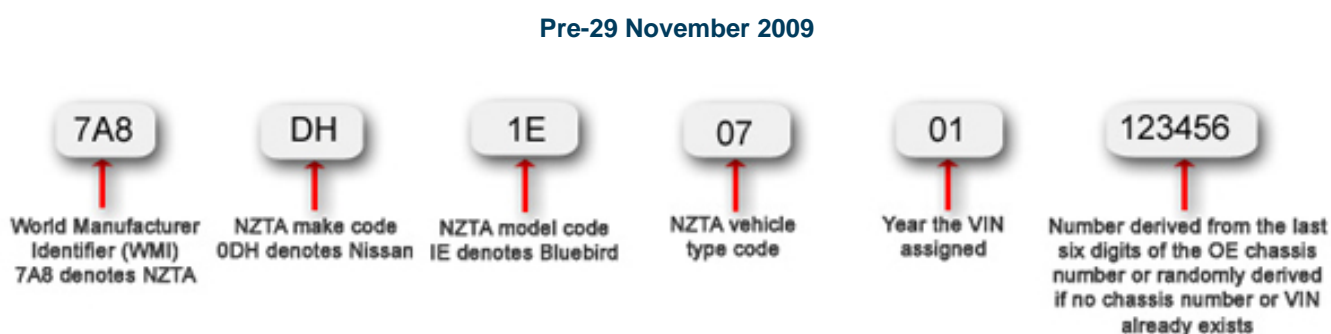 Pre-29 November 2009
7A8
DH
1E
07
01
123456
World Manufacturer
Identifier (WMI)
7A8 denotes NZTA
NZTA make code
0DH denotes Nissan
NZTA model code
IE denotes Bluebird
NZTA vehicle
type code
Year the VIN
assigned
Number derived from the last
six digits of the OE chassis
number or randomly derived
if no chassis number or VIN
already exists